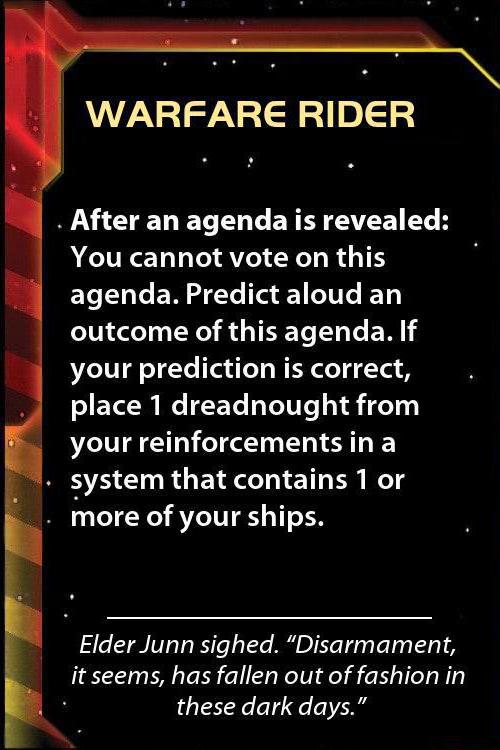 WARFARE RIDER
After an agenda is revealed:
You cannot vote on this
agenda. Predict aloud an
outcome of this agenda. If
your prediction is correct,
place 1 dreadnought from
your reinforcements in a
system that contains 1 or
more of your ships.
Elder Junn sighed. “Disarmament,
it seems, has fallen out of fashion in
these dark days.”